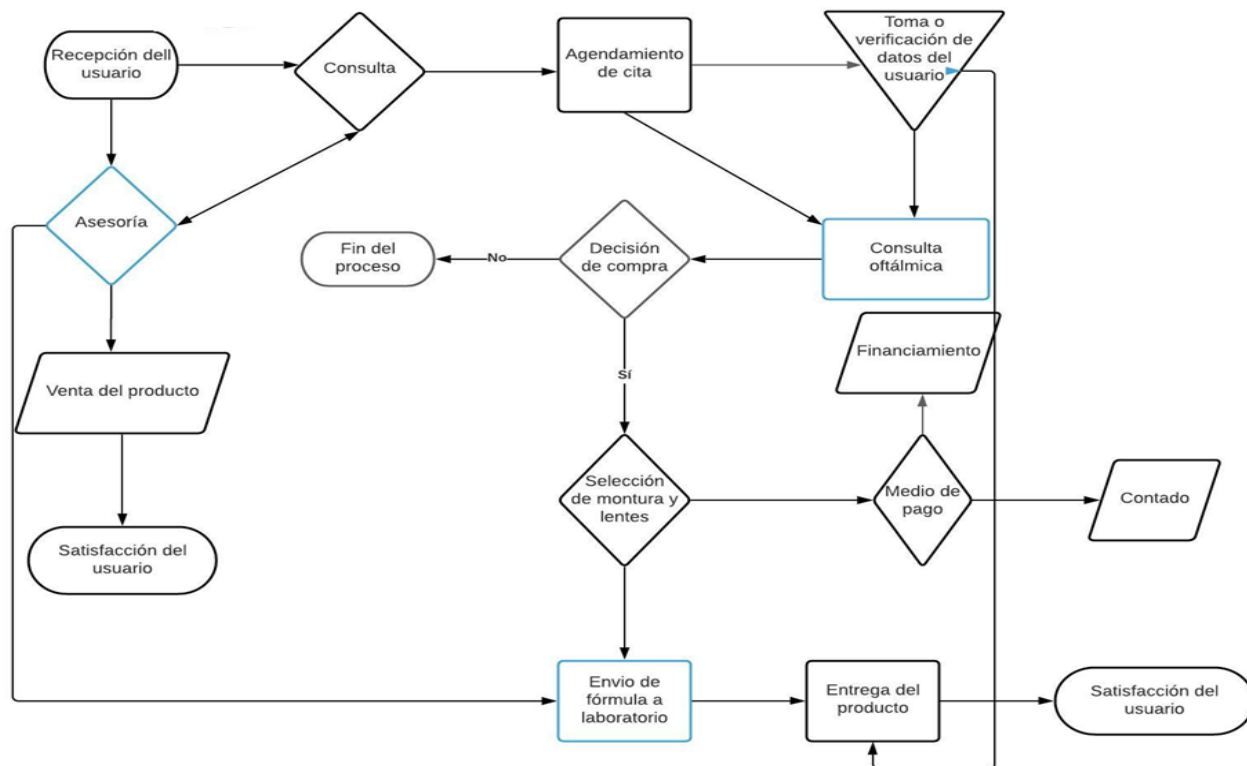 Recepción dell
usuario
Consulta
Agendamiento
de cita
Toma o
verificación de
datos del
usuario
Asesoría
Fin del
proceso
No
Decisión
de compra
Consulta
oftálmica
Venta del producto
Sí
Financiamiento
Selección
de montura y
lentes
Medio de
pago
Contado
Satisfacción del
usuario
Envio de
fórmula a
laboratorio
Entrega del
producto
Satisfacción del
usuario